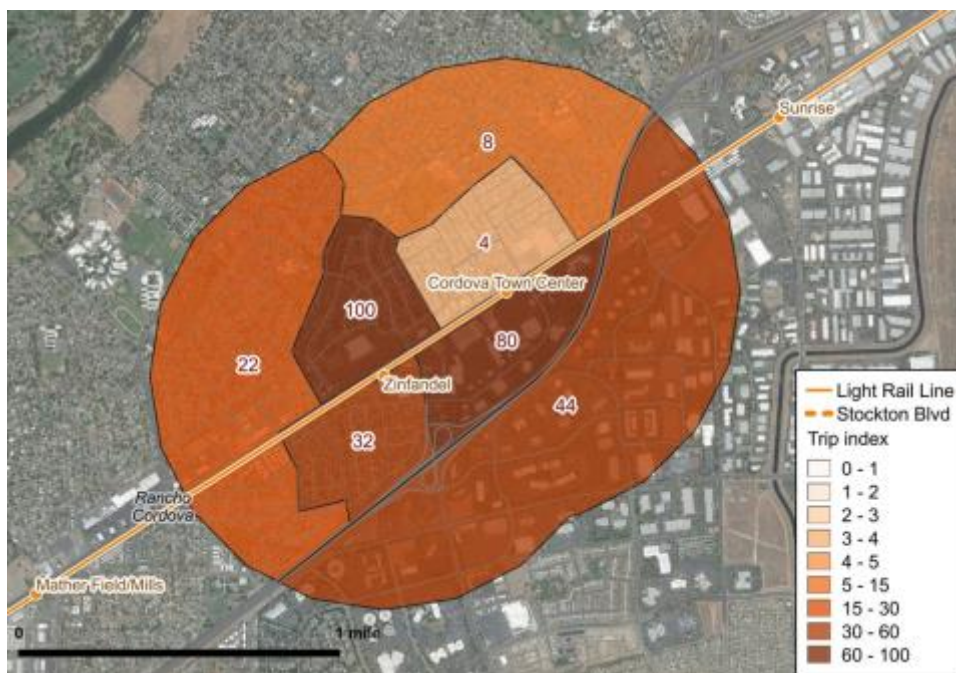 Sunrise
8
4
Cordova Town Center
100
80
22
Zinfandel
44
32
Rancho
Cordova
Mather Field/Mills
0
1 mile
Light Rail Line
Stockton Blvd
Trip index
0 - 1
1 - 2
2 - 3
3 - 4
4 - 5
5 - 15
15 - 30
30 - 60
60 - 100